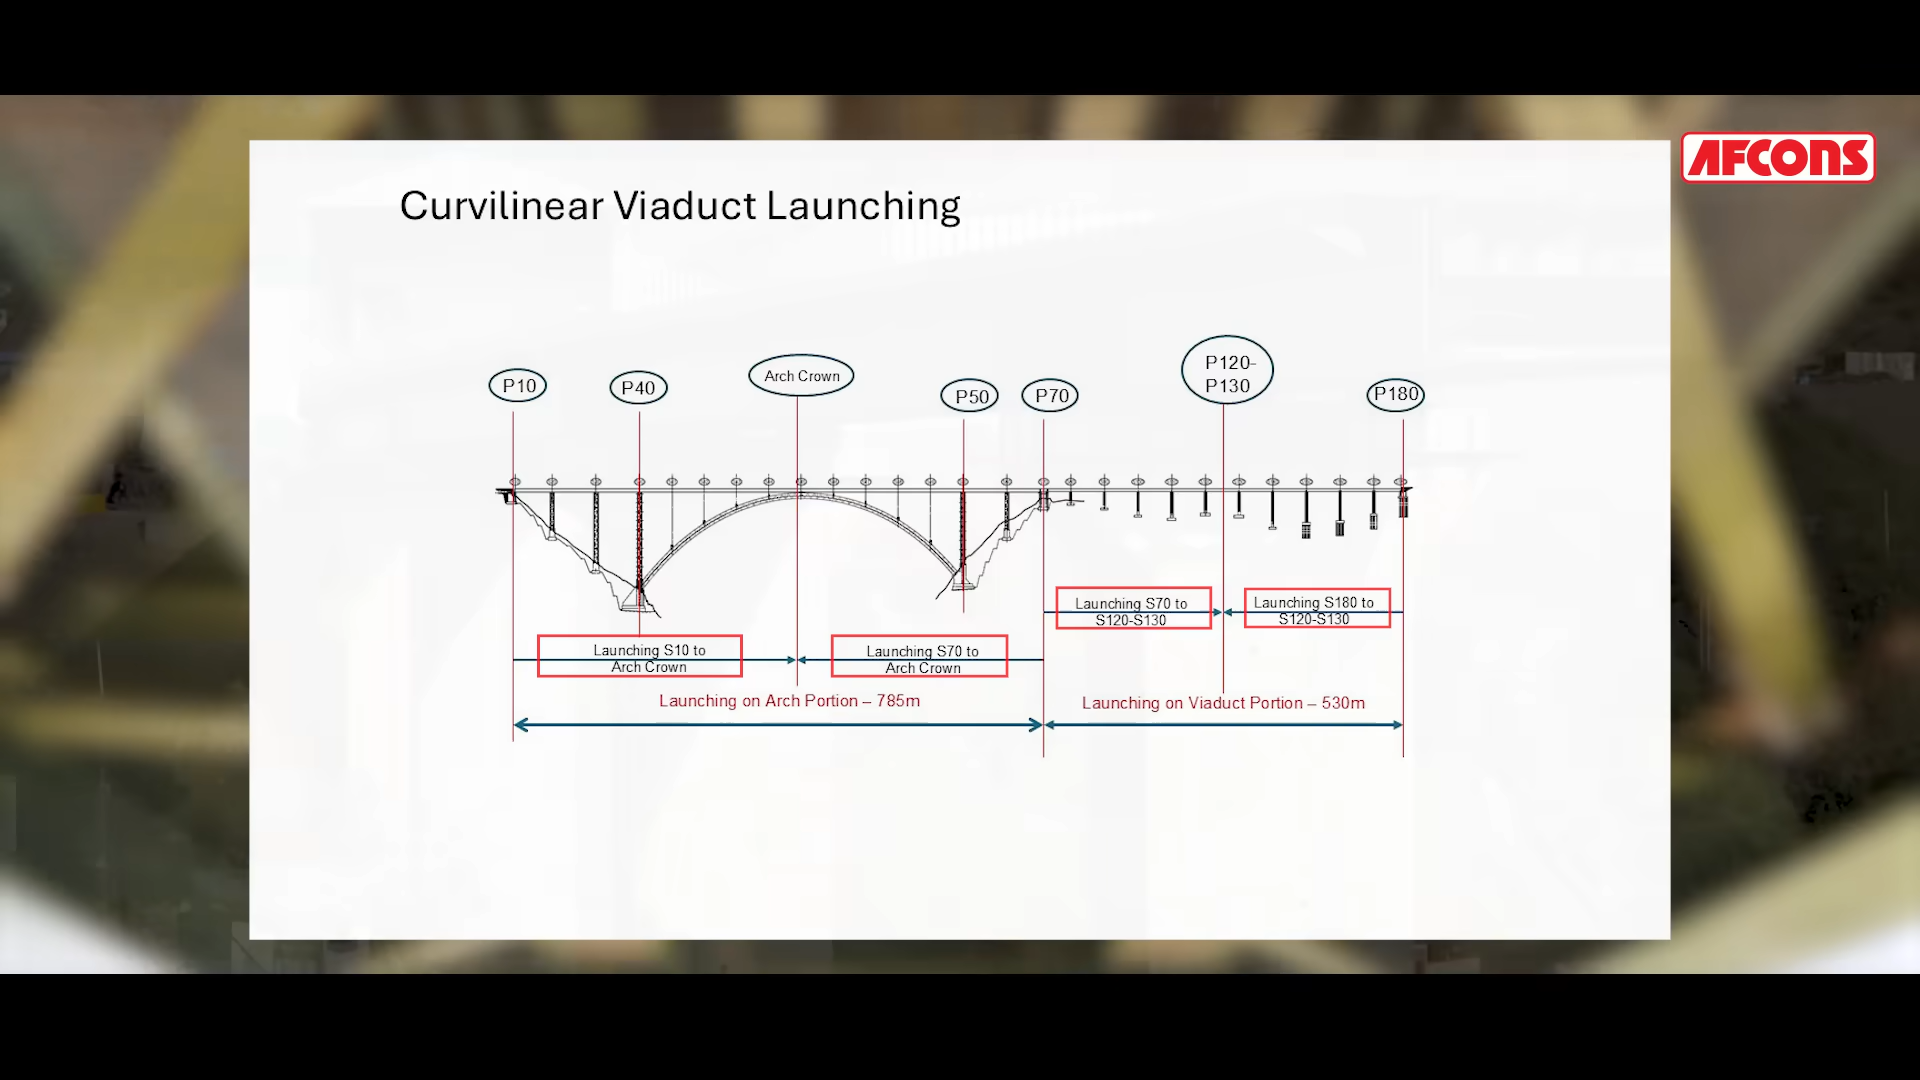 AFCONS
Curvilinear Viaduct Launching
P10
P40
Arch Crown
P50
P70
P120-
P130
P180
Launching S10 to
Arch Crown
Launching S70 to
Arch Crown
Launching S70 to
S120-S130
Launching S180 to
S120-S130
Launching on Arch Portion – 785m
Launching on Viaduct Portion – 530m